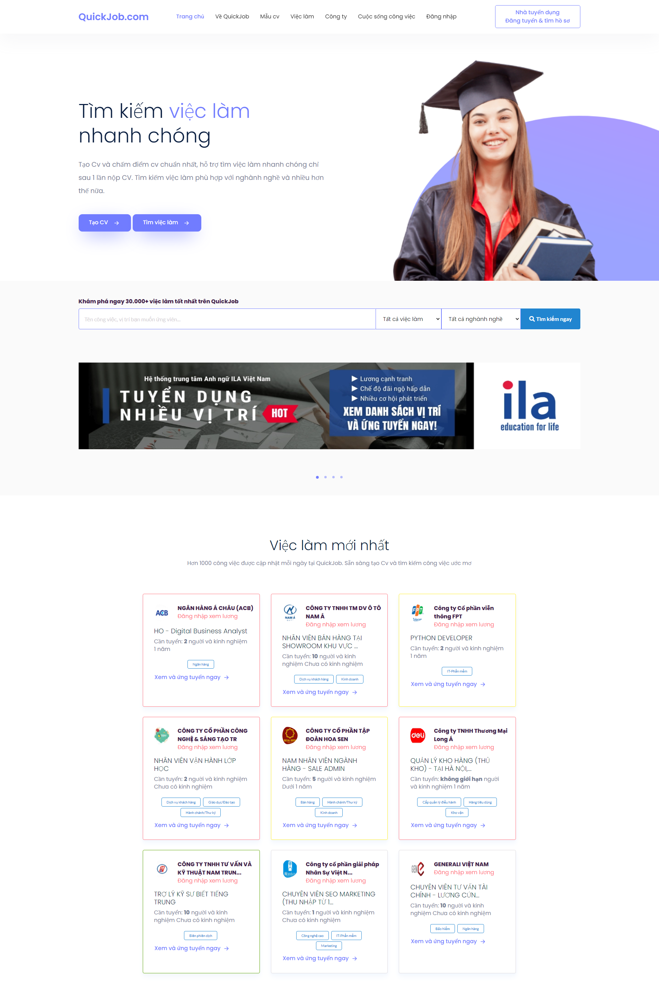 QuickJob.com
Trang chủ
Về QuickJob
Mẫu cv
Việc làm
Công ty
Cuộc sống công việc
Đăng nhập
Nhà tuyển dụng
Đăng tuyển & tìm hồ sơ
Tìm kiếm việc làm
nhanh chóng
Tạo Cv và chấm điểm cv chuẩn nhất, hỗ trợ tìm việc làm nhanh chóng chỉ
sau 1 lần nộp CV. Tìm kiếm việc làm phù hợp với nghành nghề và nhiều hơn
thế nữa.
Tạo CV →
Tìm việc làm →
Khám phá ngay 30.000+ việc làm tốt nhất trên QuickJob
Tên công việc, vị trí bạn muốn ứng viên...
Tất cả việc làm
Tất cả nghành nghề
Tìm kiếm ngay
Hệ thống trung tâm Anh ngữ ILA Việt Nam
TUYỂN DỤNG
NHIỀU VỊ TRÍ
HOT
▶ Lương cạnh tranh
▶ Chế độ đãi ngộ hấp dẫn
▶ Nhiều cơ hội phát triển
XEM DANH SÁCH VỊ TRÍ
VÀ ỨNG TUYỂN NGAY!
ila
education for life
Việc làm mới nhất
Hơn 1000 công việc được cập nhật mỗi ngày tại QuickJob. Sẵn sàng tạo Cv và tìm kiếm công việc ước mơ
ACB
NGÂN HÀNG Á CHÂU (ACB)
Đăng nhập xem lương
HO - Digital Business Analyst
Cần tuyển: 2 người và kinh nghiệm
1 năm
Ngân hàng
Xem và ứng tuyển ngay →
NAM Á
CÔNG TY TNHH TM DV Ô TÔ
NAM Á
Đăng nhập xem lương
NHÂN VIÊN BÁN HÀNG TẠI
SHOWROOM KHU VỰC ...
Cần tuyển: 10 người và kinh
nghiệm Chưa có kinh nghiệm
Dịch vụ khách hàng
Kinh doanh
Xem và ứng tuyển ngay →
FPT
Telecom
Công ty Cổ phần viễn
thông FPT
Đăng nhập xem lương
PYTHON DEVELOPER
Cần tuyển: 2 người và kinh nghiệm
1 năm
IT-Phần mềm
Xem và ứng tuyển ngay →
CÔNG TY CỔ PHẦN CÔNG
NGHỆ & SÁNG TẠO TR
Đăng nhập xem lương
NHÂN VIÊN VẬN HÀNH LỚP
HỌC
Cần tuyển: 2 người và kinh nghiệm
Chưa có kinh nghiệm
Dịch vụ khách hàng
Giáo dục/Đào tạo
Hành chánh/Thư ký
Xem và ứng tuyển ngay →
HOA SEN
CÔNG TY CỔ PHẦN TẬP
ĐOÀN HOA SEN
Đăng nhập xem lương
NAM NHÂN VIÊN NGÀNH
HÀNG - SALE ADMIN
Cần tuyển: 5 người và kinh nghiệm
Dưới 1 năm
Bán hàng
Hành chánh/Thư ký
Kinh doanh
Xem và ứng tuyển ngay →
deli
Công ty TNHH Thương Mại
Long Á
Đăng nhập xem lương
QUẢN LÝ KHO HÀNG (THỦ
KHO) - TẠI HÀ NỘI,...
Cần tuyển: không giới hạn người
và kinh nghiệm 1 năm
Cấp quản lý điều hành
Hàng tiêu dùng
Kho vận
Xem và ứng tuyển ngay →
CÔNG TY TNHH TƯ VẤN VÀ
KỸ THUẬT NAM TRUN...
Đăng nhập xem lương
TRỢ LÝ KỸ SƯ BIẾT TIẾNG
TRUNG
Cần tuyển: 10 người và kinh
nghiệm Chưa có kinh nghiệm
Biên phiên dịch
Xem và ứng tuyển ngay →
Công ty cổ phần giải pháp
Nhân Sự Việt N...
Đăng nhập xem lương
CHUYÊN VIÊN SEO MARKETING
(THU NHẬP TỪ 1...
Cần tuyển: 1 người và kinh nghiệm
Chưa có kinh nghiệm
Công nghệ cao
IT-Phần mềm
Marketing
Xem và ứng tuyển ngay →
GEN
GENERALI VIỆT NAM
Đăng nhập xem lương
CHUYÊN VIÊN TƯ VẤN TÀI
CHÍNH - LƯƠNG CỨN...
Cần tuyển: 10 người và kinh
nghiệm Chưa có kinh nghiệm
Bảo hiểm
Ngân hàng
Xem và ứng tuyển ngay →